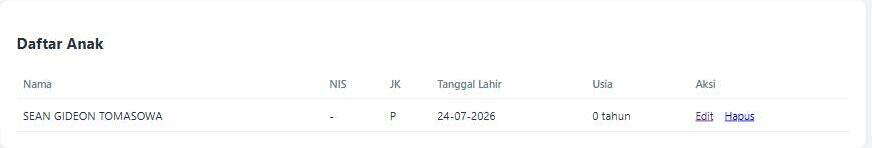 Daftar Anak
Nama NIS JK Tanggal Lahir Usia Aksi
SEAN GIDEON TOMASOWA - P 24-07-2026 0 tahun Edit Hapus